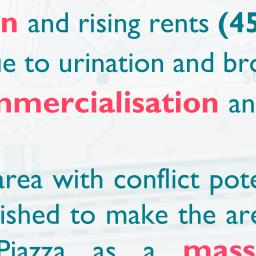 n and rising rents (45
ue to urination and bro
mmercialisation an
area with conflict pote
ished to make the are
Piazza as a mass